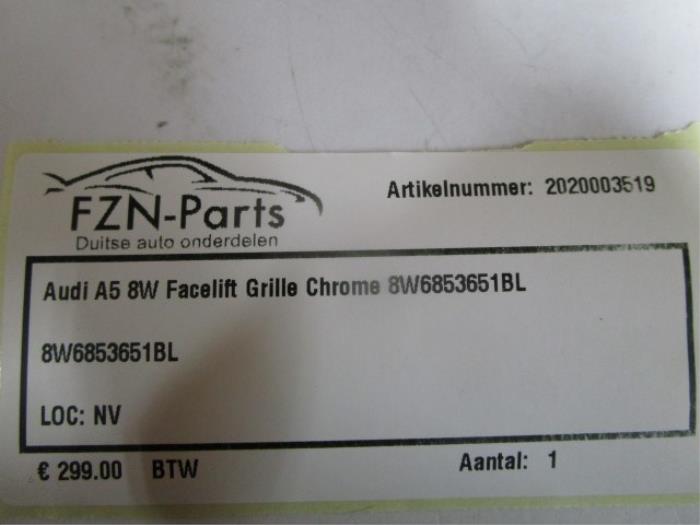 FZN-Parts
Duitse auto onderdelen
Artikelnummer: 2020003519
Audi A5 8W Facelift Grille Chrome 8W6853651BL
8W6853651BL
LOC: NV
€ 299.00 BTW Aantal: 1